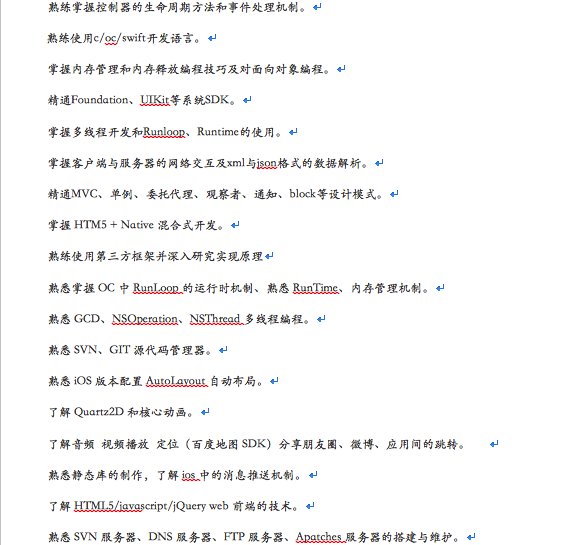 熟练掌握控制器的生命周期方法和事件处理机制。
熟练使用c/oc/swift开发语言。
掌握内存管理和内存释放编程技巧及对面向对象编程。
精通Foundation、UIKit等系统SDK。
掌握多线程开发和Runloop、Runtime的使用。
掌握客户端与服务器的网络交互及xml与json格式的数据解析。
精通MVC、单例、委托代理、观察者、通知、block等设计模式。
掌握 HTM5 + Native 混合式开发。
熟练使用第三方框架并深入研究实现原理
熟悉掌握 OC 中 RunLoop 的运行时机制、熟悉 RunTime、内存管理机制。
熟悉 GCD、NSOperation、NSThread 多线程编程。
熟悉 SVN、GIT 源代码管理器。
熟悉 iOS 版本配置 AutoLayout 自动布局。
了解 Quartz2D 和核心动画。
了解音频 视频播放 定位（百度地图 SDK）分享朋友圈、微博、应用间的跳转。
熟悉静态库的制作，了解 ios 中的消息推送机制。
了解 HTML5/javascript/jQuery web 前端的技术。
熟悉 SVN 服务器、DNS 服务器、FTP 服务器、Apatches 服务器的搭建与维护。